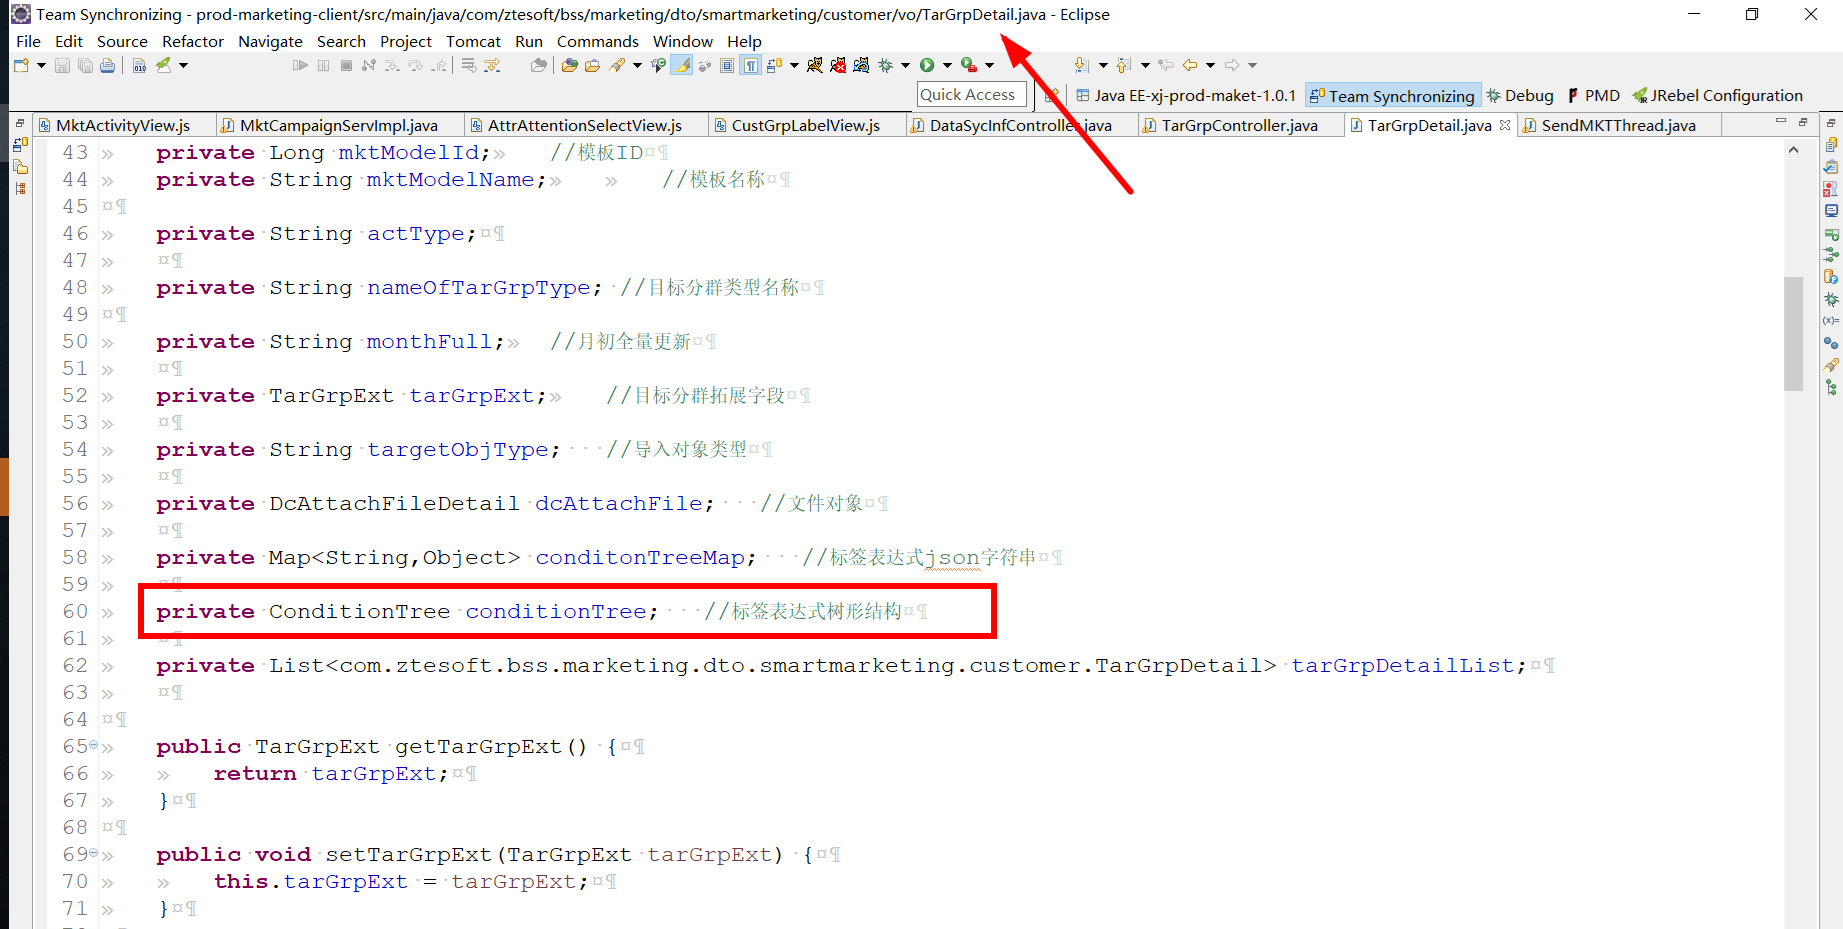 Team Synchronizing - prod-marketing-client/src/main/java/com/ztesoft/bss/marketing/dto/smartmarketing/customer/vo/TarGrpDetail.java - Eclipse
File Edit Source Refactor Navigate Search Project Tomcat Run Commands Window Help
Quick Access
Java EE-xj-prod-maket-1.0.1 Team Synchronizing Debug PMD JRebel Configuration
MktActivityView.js MktCampaignServImpl.java AttrAttentionSelectView.js CustGrpLabelView.js DataSycInfController.java TarGrpController.java TarGrpDetail.java SendMKTThread.java
43 private Long mktModelId; //模板ID
44 private String mktModelName; //模板名称
45
46 private String actType;
47
48 private String nameOfTarGrpType; //目标分群类型名称
49
50 private String monthFull; //月初全量更新
51
52 private TarGrpExt tarGrpExt; //目标分群拓展字段
53
54 private String targetObjType; //导入对象类型
55
56 private DcAttachFileDetail dcAttachFile; //文件对象
57
58 private Map<String,Object> conditonTreeMap; //标签表达式json字符串
59
60 private ConditionTree conditionTree; //标签表达式树形结构
61
62 private List<com.ztesoft.bss.marketing.dto.smartmarketing.customer.TarGrpDetail> tarGrpDetailList;
63
64
65 public TarGrpExt getTarGrpExt() {
66 return tarGrpExt;
67 }
68
69 public void setTarGrpExt(TarGrpExt tarGrpExt) {
70 this.tarGrpExt = tarGrpExt;
71 }